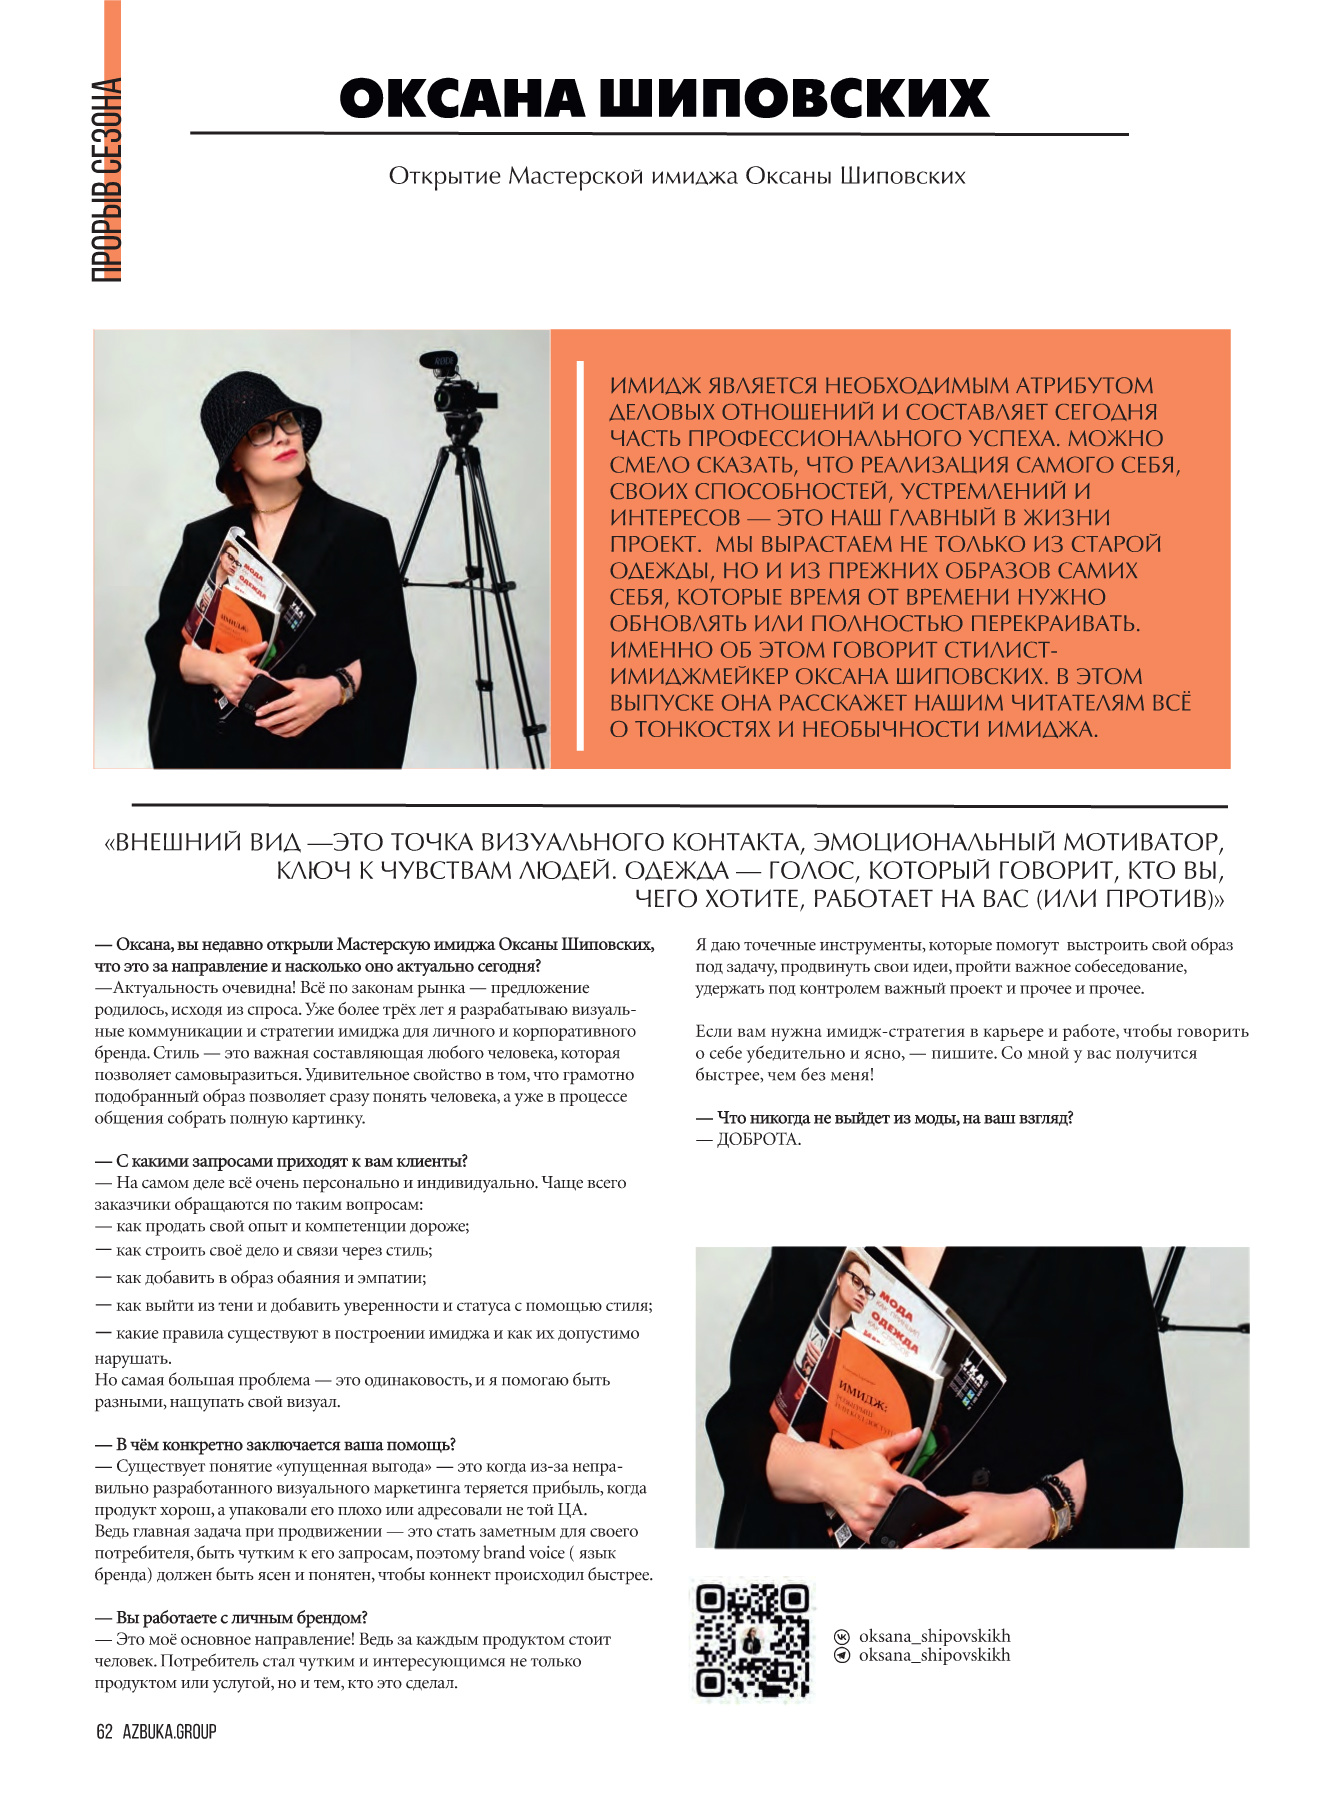 ПРОРЫВ СЕЗОНА
ОКСАНА ШИПОВСКИХ
Открытие Мастерской имиджа Оксаны Шиповских
ANDROW
МОДА
ОДЕЖДА
ИМИДЖ:
ИМИДЖ ЯВЛЯЕТСЯ НЕОБХОДИМЫМ АТРИБУТОМ
ДЕЛОВЫХ ОТНОШЕНИЙ И СОСТАВЛЯЕТ СЕГОДНЯ
ЧАСТЬ ПРОФЕССИОНАЛЬНОГО УСПЕХА. МОЖНО
СМЕЛО СКАЗАТЬ, ЧТО РЕАЛИЗАЦИЯ САМОГО СЕБЯ,
СВОИХ СПОСОБНОСТЕЙ, УСТРЕМЛЕНИЙ И
ИНТЕРЕСОВ — ЭТО НАШ ГЛАВНЫЙ В ЖИЗНИ
ПРОЕКТ. МЫ ВЫРАСТАЕМ НЕ ТОЛЬКО ИЗ СТАРОЙ
ОДЕЖДЫ, НО И ИЗ ПРЕЖНИХ ОБРАЗОВ САМИХ
СЕБЯ, КОТОРЫЕ ВРЕМЯ ОТ ВРЕМЕНИ НУЖНО
ОБНОВЛЯТЬ ИЛИ ПОЛНОСТЬЮ ПЕРЕКРАИВАТЬ.
ИМЕННО ОБ ЭТОМ ГОВОРИТ СТИЛИСТ-
ИМИДЖМЕЙКЕР ОКСАНА ШИПОВСКИХ. В ЭТОМ
ВЫПУСКЕ ОНА РАССКАЖЕТ НАШИМ ЧИТАТЕЛЯМ ВСЁ
О ТОНКОСТЯХ И НЕОБЫЧНОСТИ ИМИДЖА.
«ВНЕШНИЙ ВИД —ЭТО ТОЧКА ВИЗУАЛЬНОГО КОНТАКТА, ЭМОЦИОНАЛЬНЫЙ МОТИВАТОР,
КЛЮЧ К ЧУВСТВАМ ЛЮДЕЙ. ОДЕЖДА — ГОЛОС, КОТОРЫЙ ГОВОРИТ, КТО ВЫ,
ЧЕГО ХОТИТЕ, РАБОТАЕТ НА ВАС (ИЛИ ПРОТИВ)»
— Оксана, вы недавно открыли Мастерскую имиджа Оксаны Шиповских,
что это за направление и насколько оно актуально сегодня?
—Актуальность очевидна! Всё по законам рынка — предложение
родилось, исходя из спроса. Уже более трёх лет я разрабатываю визуаль-
ные коммуникации и стратегии имиджа для личного и корпоративного
бренда. Стиль — это важная составляющая любого человека, которая
позволяет самовыразиться. Удивительное свойство в том, что грамотно
подобранный образ позволяет сразу понять человека, а уже в процессе
общения собрать полную картинку.
— С какими запросами приходят к вам клиенты?
— На самом деле всё очень персонально и индивидуально. Чаще всего
заказчики обращаются по таким вопросам:
— как продать свой опыт и компетенции дороже;
— как строить своё дело и связи через стиль;
— как добавить в образ обаяния и эмпатии;
— как выйти из тени и добавить уверенности и статуса с помощью стиля;
— какие правила существуют в построении имиджа и как их допустимо
нарушать.
Но самая большая проблема — это одинаковость, и я помогаю быть
разными, нащупать свой визуал.
— В чём конкретно заключается ваша помощь?
— Существует понятие «упущенная выгода» — это когда из-за непра-
вильно разработанного визуального маркетинга теряется прибыль, когда
продукт хорош, а упаковали его плохо или адресовали не той ЦА.
Ведь главная задача при продвижении — это стать заметным для своего
потребителя, быть чутким к его запросам, поэтому brand voice ( язык
бренда) должен быть ясен и понятен, чтобы коннект происходил быстрее.
— Вы работаете с личным брендом?
— Это моё основное направление! Ведь за каждым продуктом стоит
человек. Потребитель стал чутким и интересующимся не только
продуктом или услугой, но и тем, кто это сделал.
Я даю точечные инструменты, которые помогут выстроить свой образ
под задачу, продвинуть свои идеи, пройти важное собеседование,
удержать под контролем важный проект и прочее и прочее.
Если вам нужна имидж-стратегия в карьере и работе, чтобы говорить
о себе убедительно и ясно, — пишите. Со мной у вас получится
быстрее, чем без меня!
— Что никогда не выйдет из моды, на ваш взгляд?
— ДОБРОТА.
МОДА
КАК ПРИНЦИП
ОДЕЖДА
ИМИДЖ:
oksana_shipovskikh
oksana_shipovskikh
62 AZBUKA.GROUP